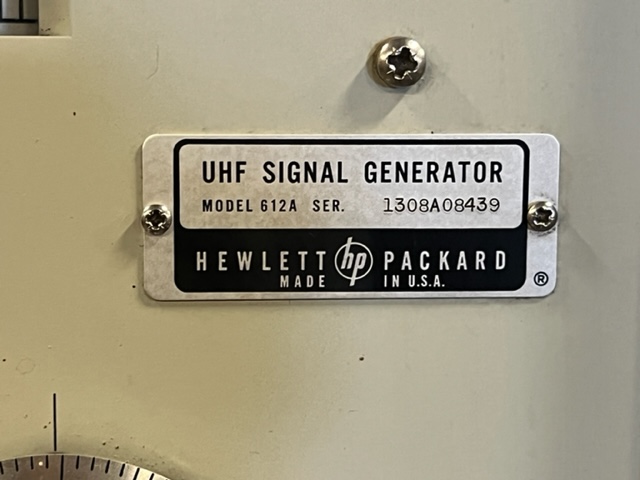 UHF SIGNAL GENERATOR
MODEL 612A SER. 1308A08439
HEWLETT hp PACKARD
MADE IN U.S.A. ®